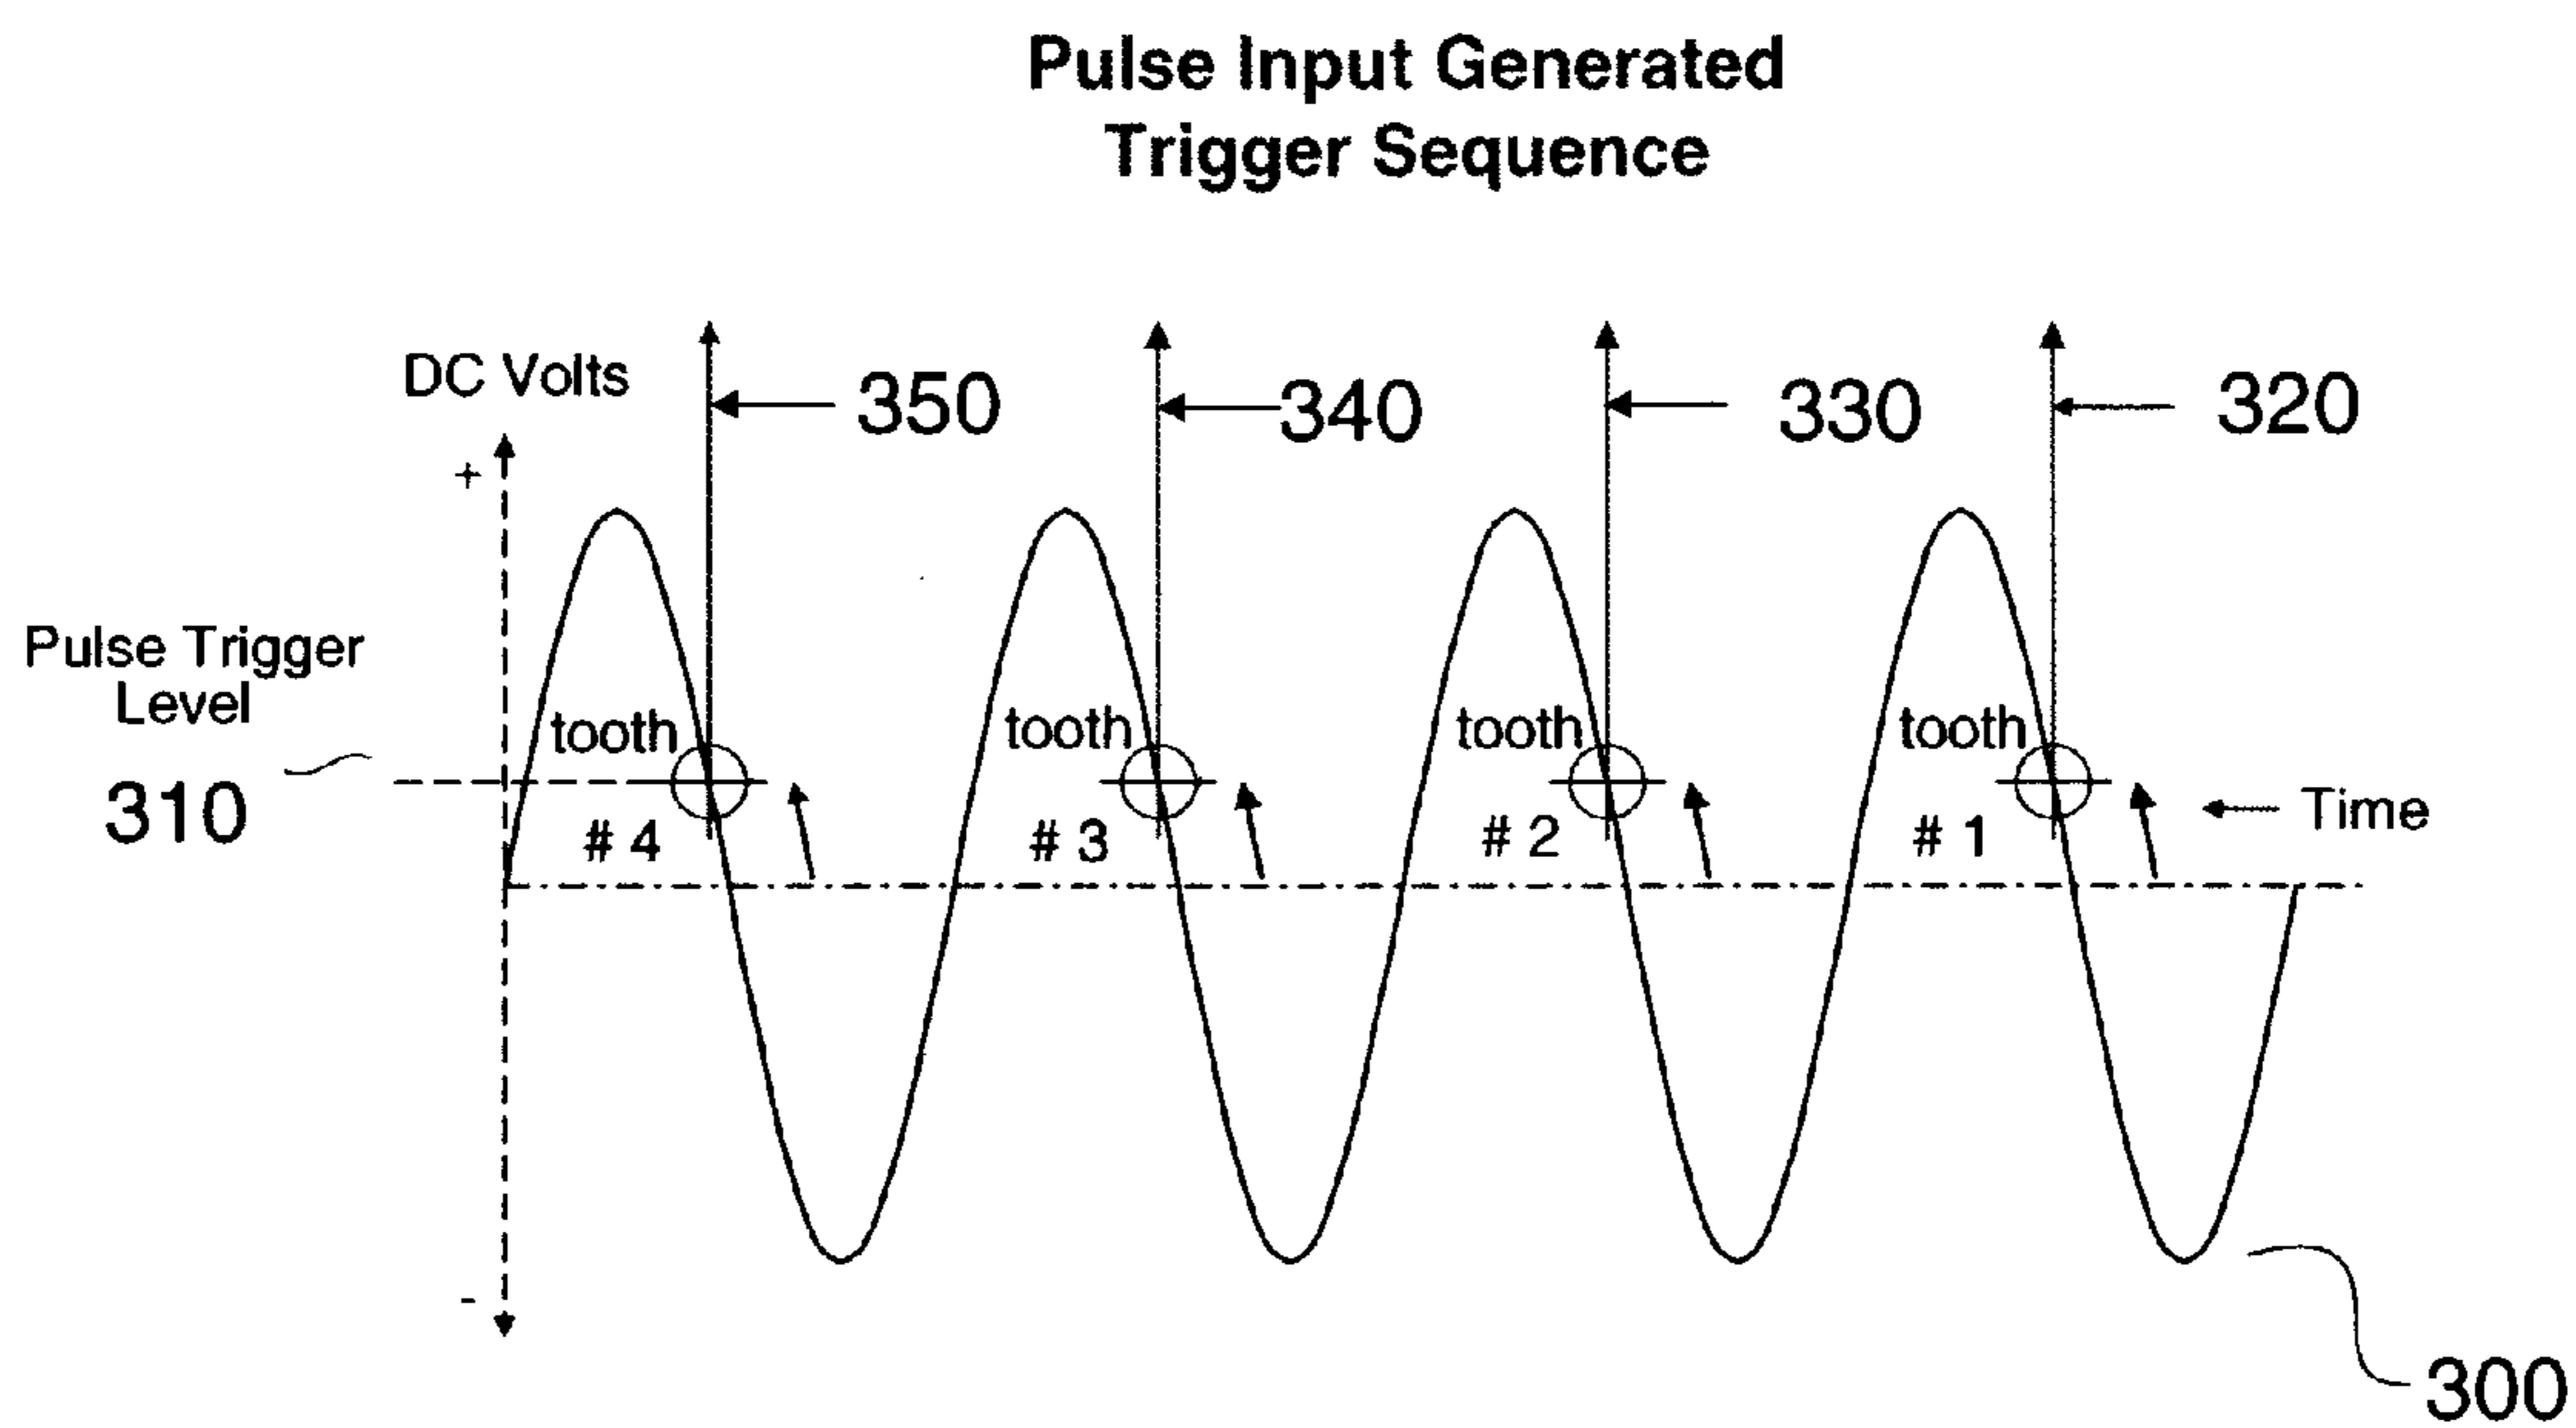 Pulse Input Generated
Trigger Sequence
DC Volts
350
340
330
320
+
Pulse Trigger
Level
310
tooth
# 4
tooth
# 3
tooth
# 2
tooth
# 1
Time
-
300